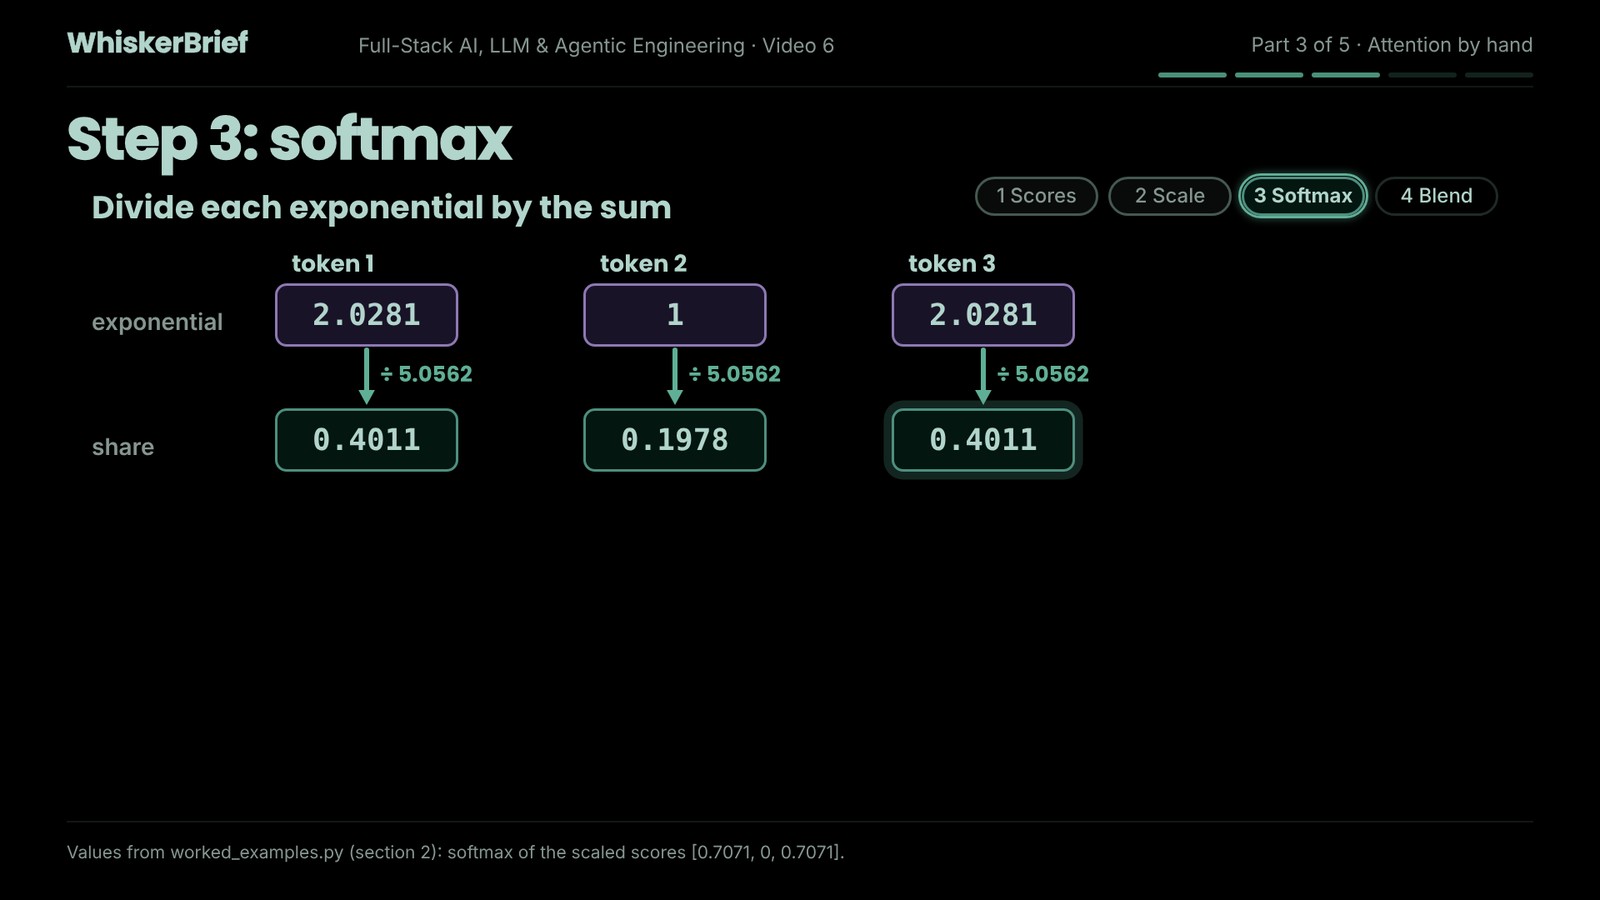 WhiskerBrief
Full-Stack AI, LLM & Agentic Engineering · Video 6
Part 3 of 5 · Attention by hand
Step 3: softmax
Divide each exponential by the sum
1 Scores
2 Scale
3 Softmax
4 Blend
token 1
token 2
token 3
exponential
2.0281
1
2.0281
÷ 5.0562
÷ 5.0562
÷ 5.0562
share
0.4011
0.1978
0.4011
Values from worked_examples.py (section 2): softmax of the scaled scores [0.7071, 0, 0.7071].